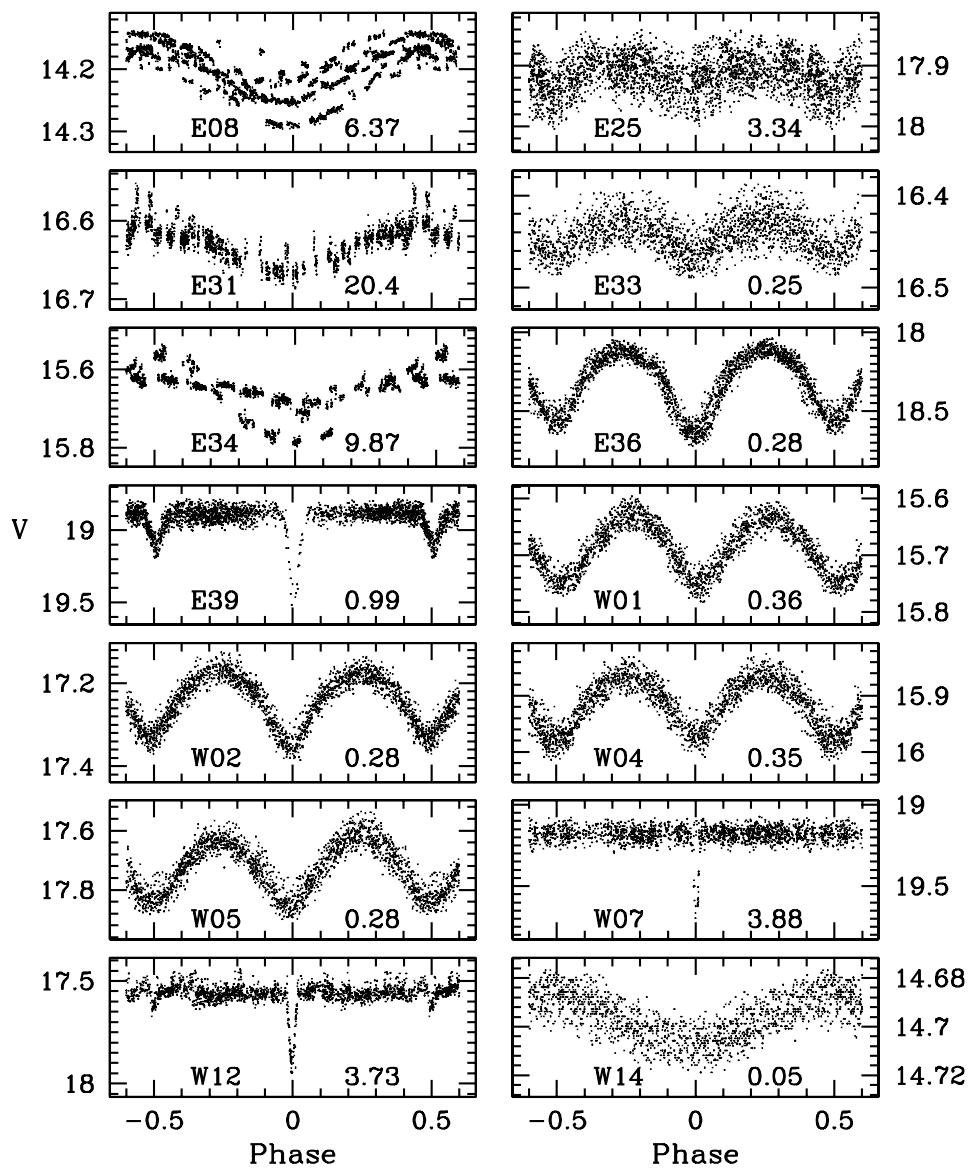 14.2
14.3
E08 6.37
E25 3.34
17.9
18
16.6
16.7
E31 20.4
E33 0.25
16.4
16.5
15.6
15.8
E34 9.87
E36 0.28
18
18.5
V
19
19.5
E39 0.99
W01 0.36
15.6
15.7
15.8
17.2
17.4
W02 0.28
W04 0.35
15.9
16
17.6
17.8
W05 0.28
W07 3.88
19
19.5
17.5
18
W12 3.73
W14 0.05
14.68
14.7
14.72
−0.5 0 0.5
−0.5 0 0.5
Phase
Phase